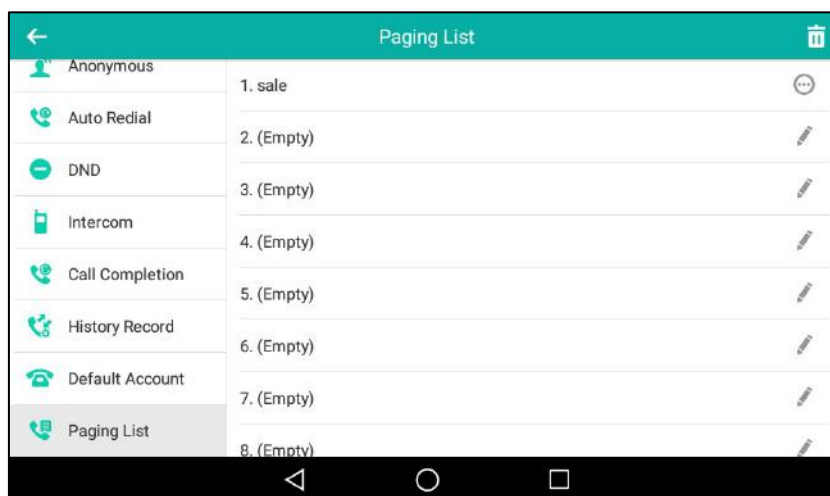 Paging List
Anonymous
Auto Redial
DND
Intercom
Call Completion
History Record
Default Account
Paging List
1. sale
2. (Empty)
3. (Empty)
4. (Empty)
5. (Empty)
6. (Empty)
7. (Empty)
8. (Empty)